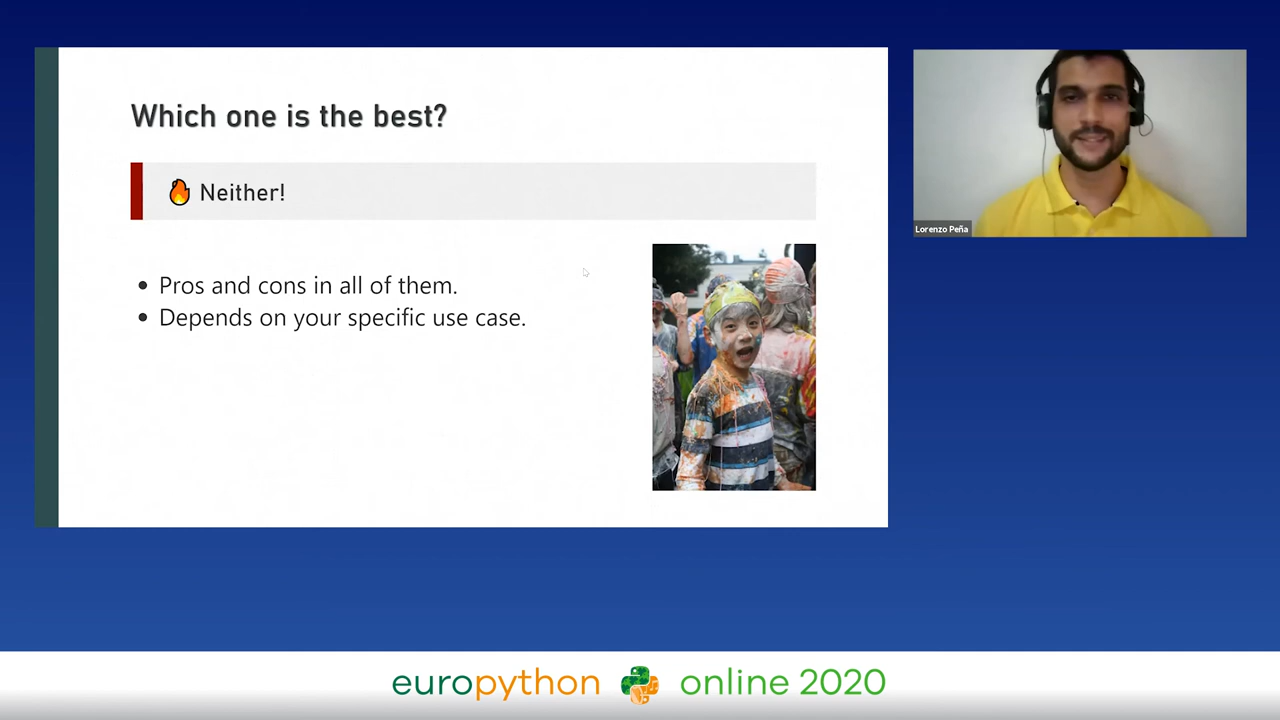 Which one is the best?
🔥 Neither!
• Pros and cons in all of them.
• Depends on your specific use case.
Lorenzo Peña
europython online 2020